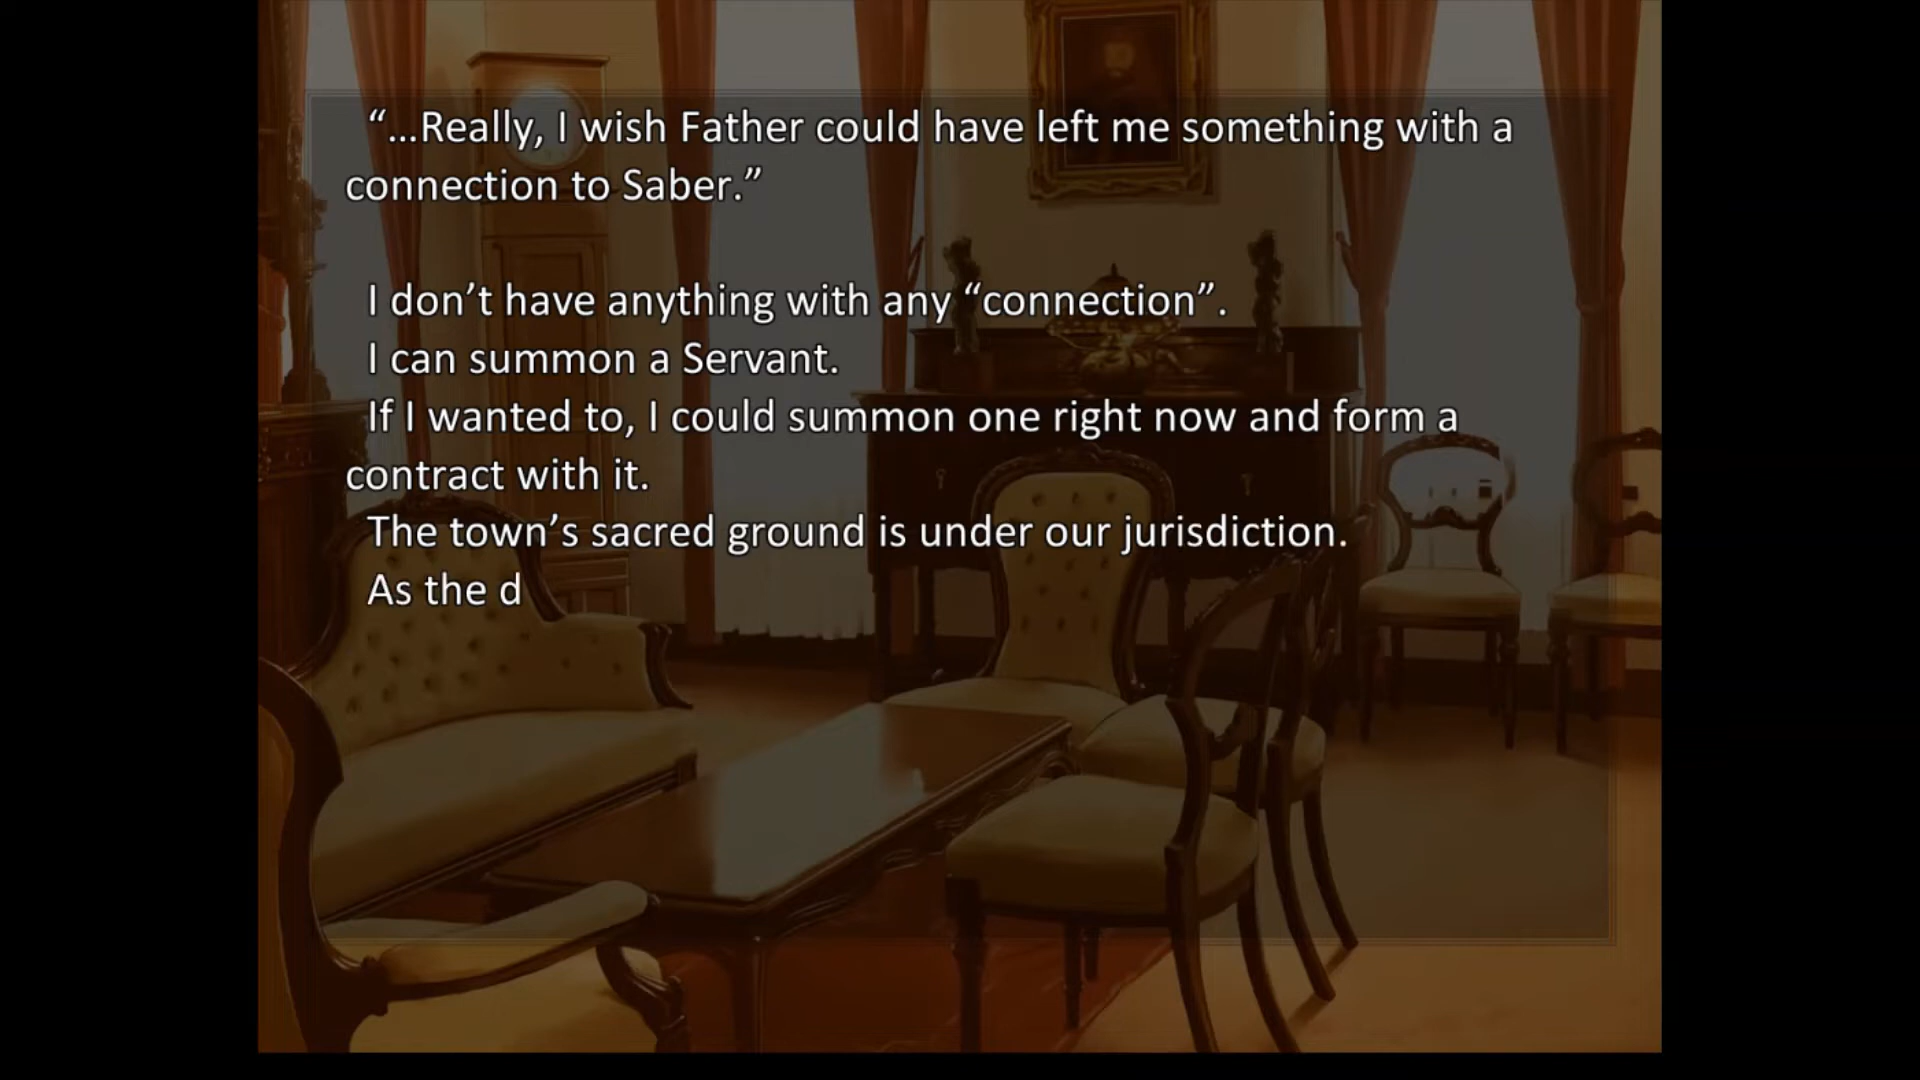 “...Really, I wish Father could have left me something with a
connection to Saber.”
I don’t have anything with any “connection”.
I can summon a Servant.
If I wanted to, I could summon one right now and form a
contract with it.
The town’s sacred ground is under our jurisdiction.
As the d